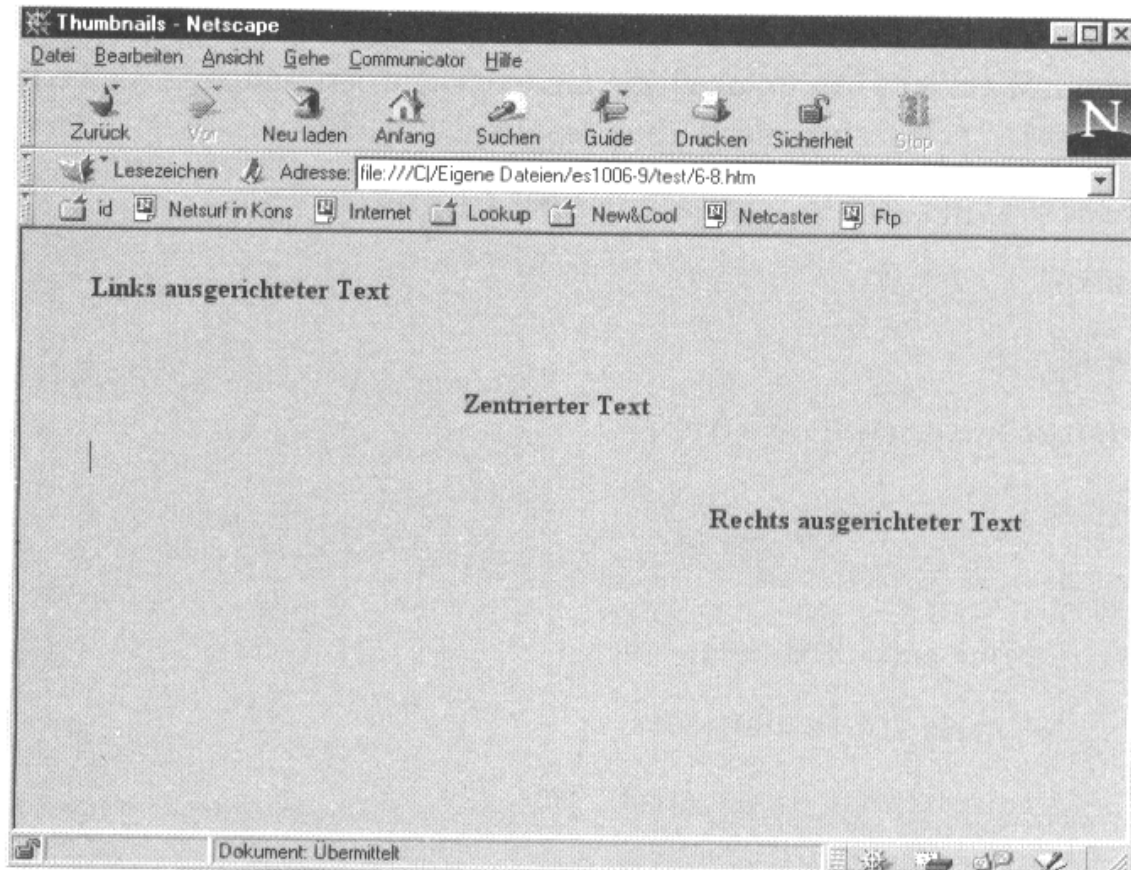 Thumbnails - Netscape
Datei Bearbeiten Ansicht Gehe Communicator Hilfe
Zurück Vor Neu laden Anfang Suchen Guide Drucken Sicherheit Stop
N
Lesezeichen Adresse: file:///C|/Eigene Dateien/es1006-9/test/6-8.htm
id Netsurf in Kons Internet Lookup New&Cool Netcaster Ftp
Links ausgerichteter Text
Zentrierter Text
Rechts ausgerichteter Text
Dokument: Übermittelt